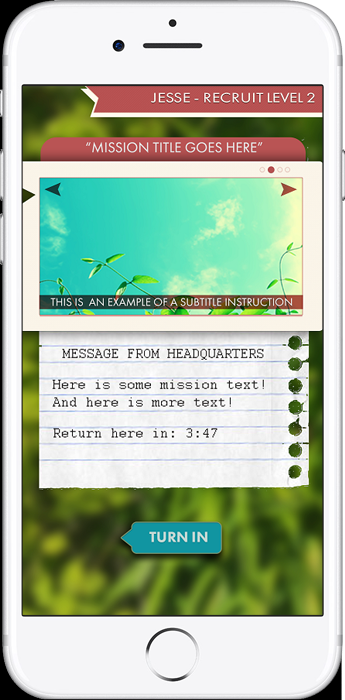 JESSE - RECRUIT LEVEL 2
“MISSION TITLE GOES HERE”
THIS IS AN EXAMPLE OF A SUBTITLE INSTRUCTION
MESSAGE FROM HEADQUARTERS
Here is some mission text!
And here is more text!
Return here in: 3:47
TURN IN